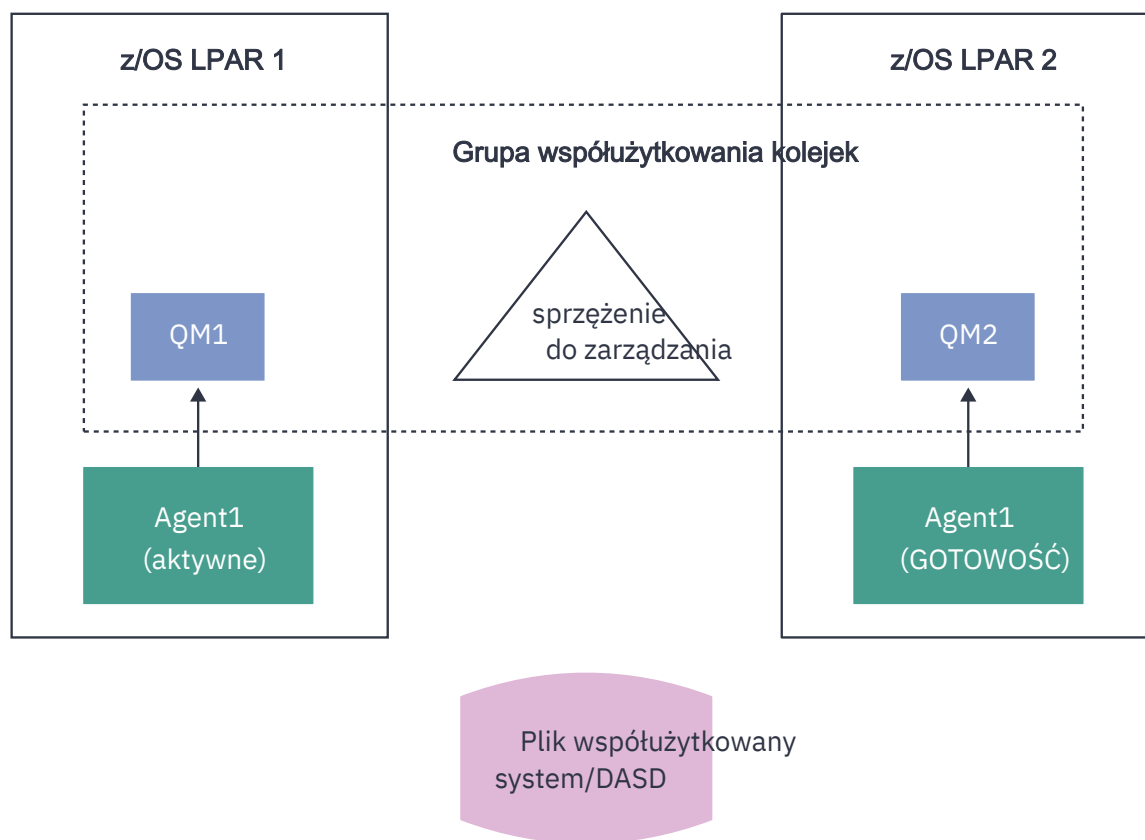 z/OS LPAR 1
z/OS LPAR 2
Grupa współużytkowania kolejek
sprzężenie
do zarządzania
QM1
QM2
Agent1
(aktywne)
Agent1
(GOTOWOŚĆ)
Plik współużytkowany
system/DASD